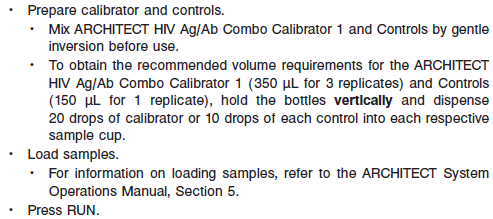 • Prepare calibrator and controls.
• Mix ARCHITECT HIV Ag/Ab Combo Calibrator 1 and Controls by gentle
inversion before use.
• To obtain the recommended volume requirements for the ARCHITECT
HIV Ag/Ab Combo Calibrator 1 (350 µL for 3 replicates) and Controls
(150 µL for 1 replicate), hold the bottles vertically and dispense
20 drops of calibrator or 10 drops of each control into each respective
sample cup.
• Load samples.
• For information on loading samples, refer to the ARCHITECT System
Operations Manual, Section 5.
• Press RUN.